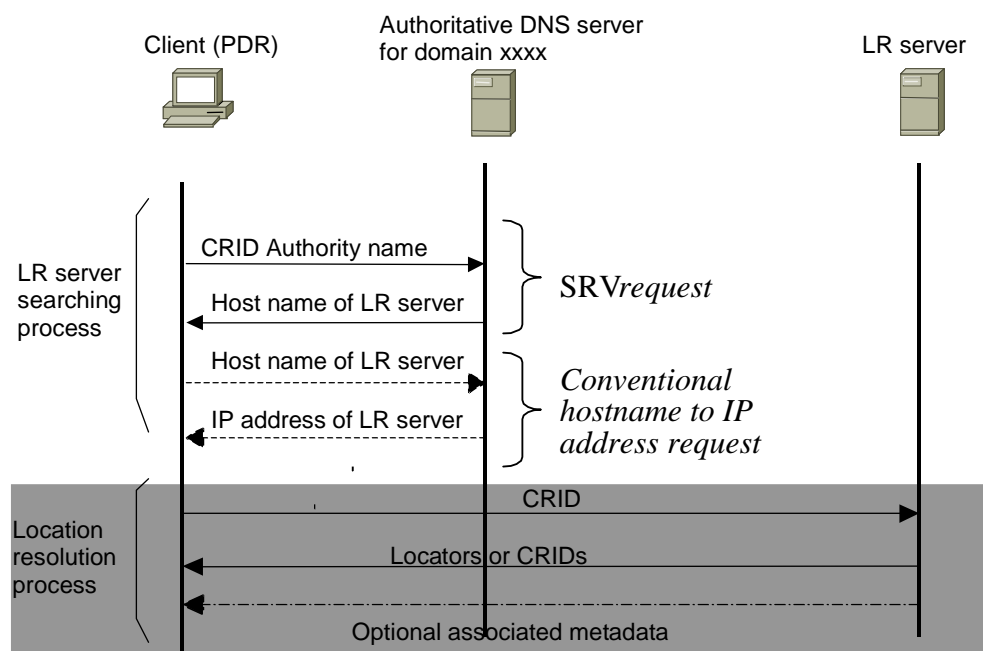 Client (PDR)
Authoritative DNS server
for domain xxxx
LR server
LR server
searching
process
CRID Authority name
Host name of LR server
SRVrequest
Host name of LR server
IP address of LR server
Conventional
hostname to IP
address request
Location
resolution
process
CRID
Locators or CRIDs
Optional associated metadata